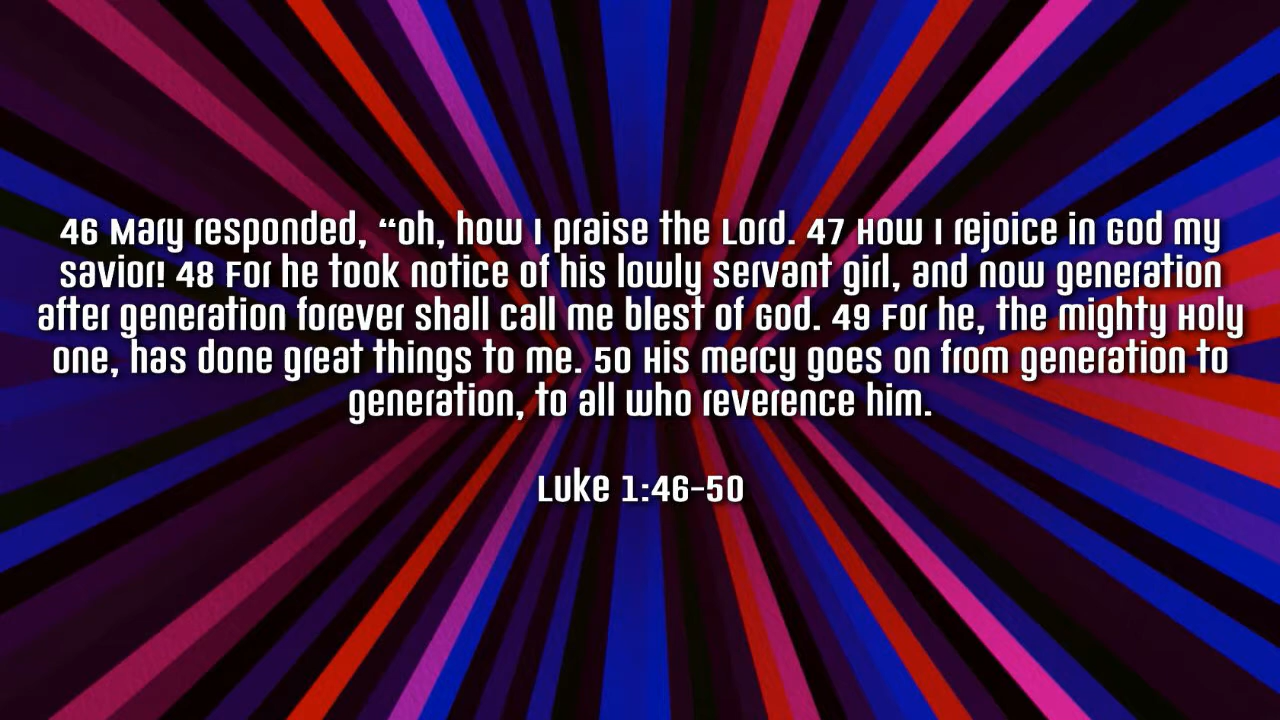 46 Mary responded, “Oh, how I praise the Lord. 47 How I rejoice in God my
Savior! 48 For he took notice of his lowly servant girl, and now generation
after generation forever shall call me blest of God. 49 For he, the mighty Holy
One, has done great things to me. 50 His mercy goes on from generation to
generation, to all who reverence him.
Luke 1:46-50